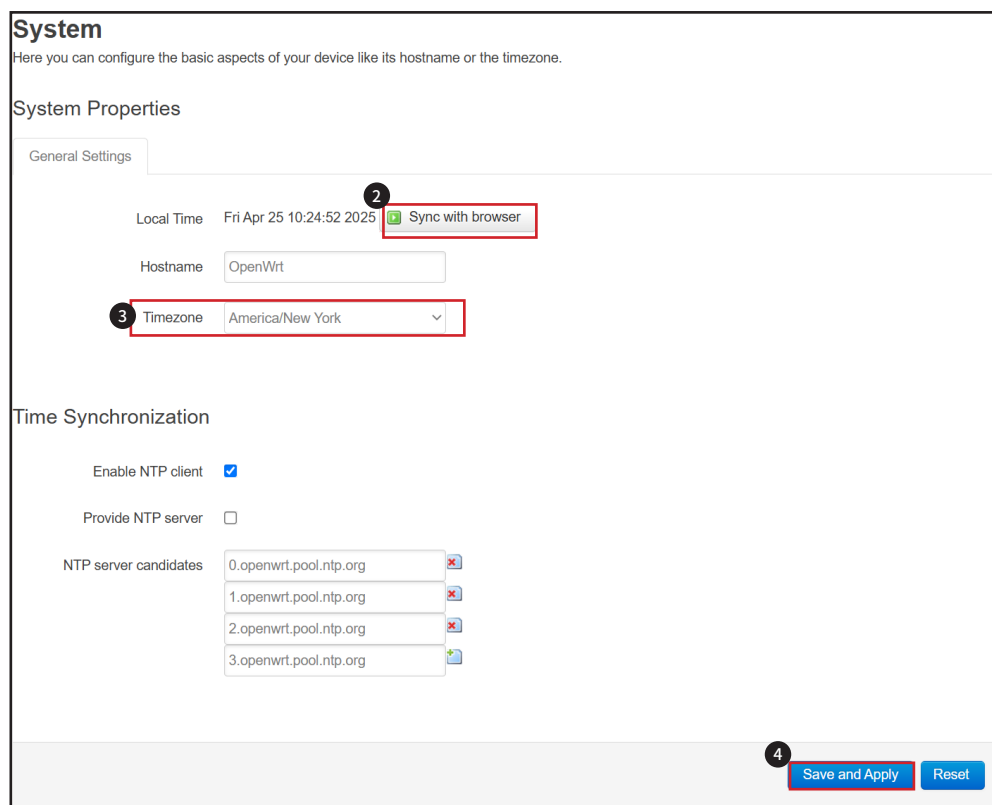 System
Here you can configure the basic aspects of your device like its hostname or the timezone.
System Properties
General Settings
2
Local Time Fri Apr 25 10:24:52 2025 Sync with browser
Hostname OpenWrt
3 Timezone America/New York
Time Synchronization
Enable NTP client
Provide NTP server
NTP server candidates 0.openwrt.pool.ntp.org
1.openwrt.pool.ntp.org
2.openwrt.pool.ntp.org
3.openwrt.pool.ntp.org
4
Save and Apply Reset